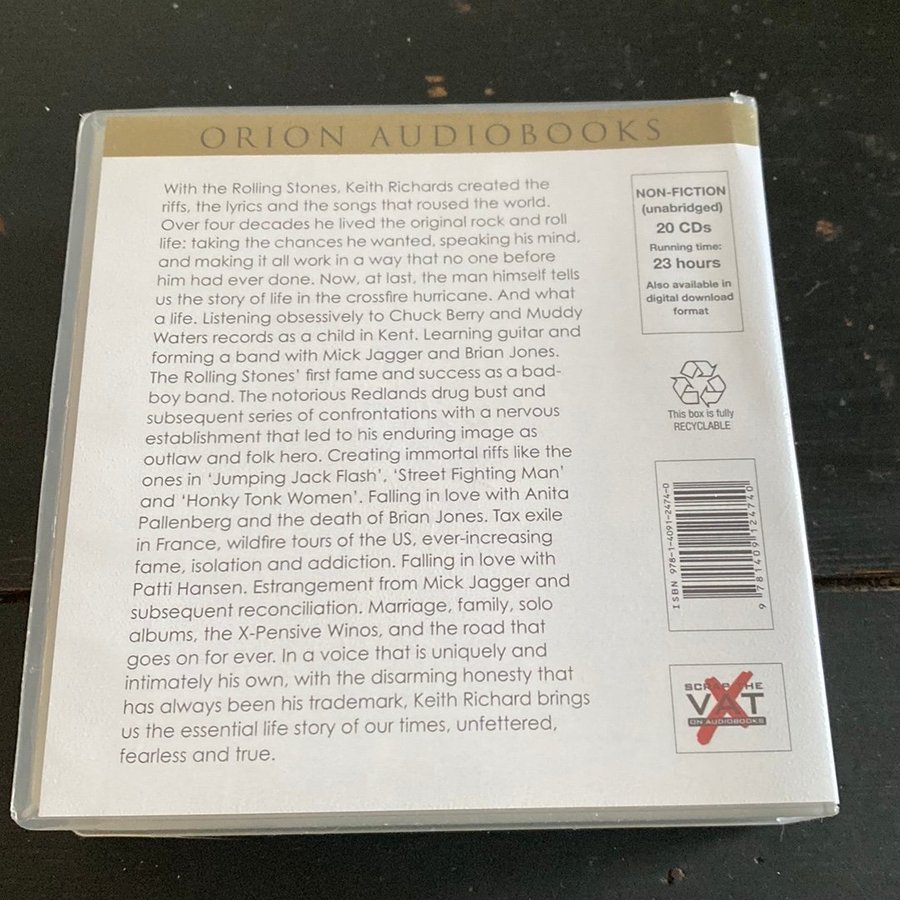 ORION AUDIOBOOKS
With the Rolling Stones, Keith Richards created the
riffs, the lyrics and the songs that roused the world.
Over four decades he lived the original rock and roll
life: taking the chances he wanted, speaking his mind,
and making it all work in a way that no one before
him had ever done. Now, at last, the man himself tells
us the story of life in the crossfire hurricane. And what
a life. Listening obsessively to Chuck Berry and Muddy
Waters records as a child in Kent. Learning guitar and
forming a band with Mick Jagger and Brian Jones.
The Rolling Stones' first fame and success as a bad-
boy band. The notorious Redlands drug bust and
subsequent series of confrontations with a nervous
establishment that led to his enduring image as
outlaw and folk hero. Creating immortal riffs like the
ones in 'Jumping Jack Flash', 'Street Fighting Man'
and 'Honky Tonk Women'. Falling in love with Anita
Pallenberg and the death of Brian Jones. Tax exile
in France, wildfire tours of the US, ever-increasing
fame, isolation and addiction. Falling in love with
Patti Hansen. Estrangement from Mick Jagger and
subsequent reconciliation. Marriage, family, solo
albums, the X-Pensive Winos, and the road that
goes on for ever. In a voice that is uniquely and
intimately his own, with the disarming honesty that
has always been his trademark, Keith Richard brings
us the essential life story of our times, unfettered,
fearless and true.
NON-FICTION
(unabridged)
20 CDs
Running time:
23 hours
Also available in
digital download
format
This box is fully
RECYCLABLE
ISBN 978-1-4091-2474-0
9 781409 124740
SCRAP THE
VAT
ON AUDIOBOOKS